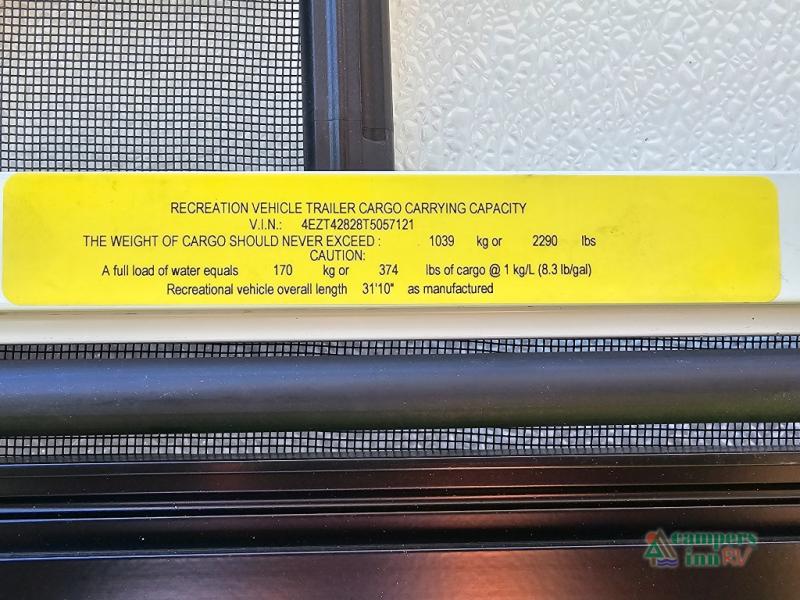 RECREATION VEHICLE TRAILER CARGO CARRYING CAPACITY
V.I.N.: 4EZT42828T5057121
THE WEIGHT OF CARGO SHOULD NEVER EXCEED : 1039 kg or 2290 lbs
CAUTION:
A full load of water equals 170 kg or 374 lbs of cargo @ 1 kg/L (8.3 lb/gal)
Recreational vehicle overall length 31'10" as manufactured
campers
inn RV